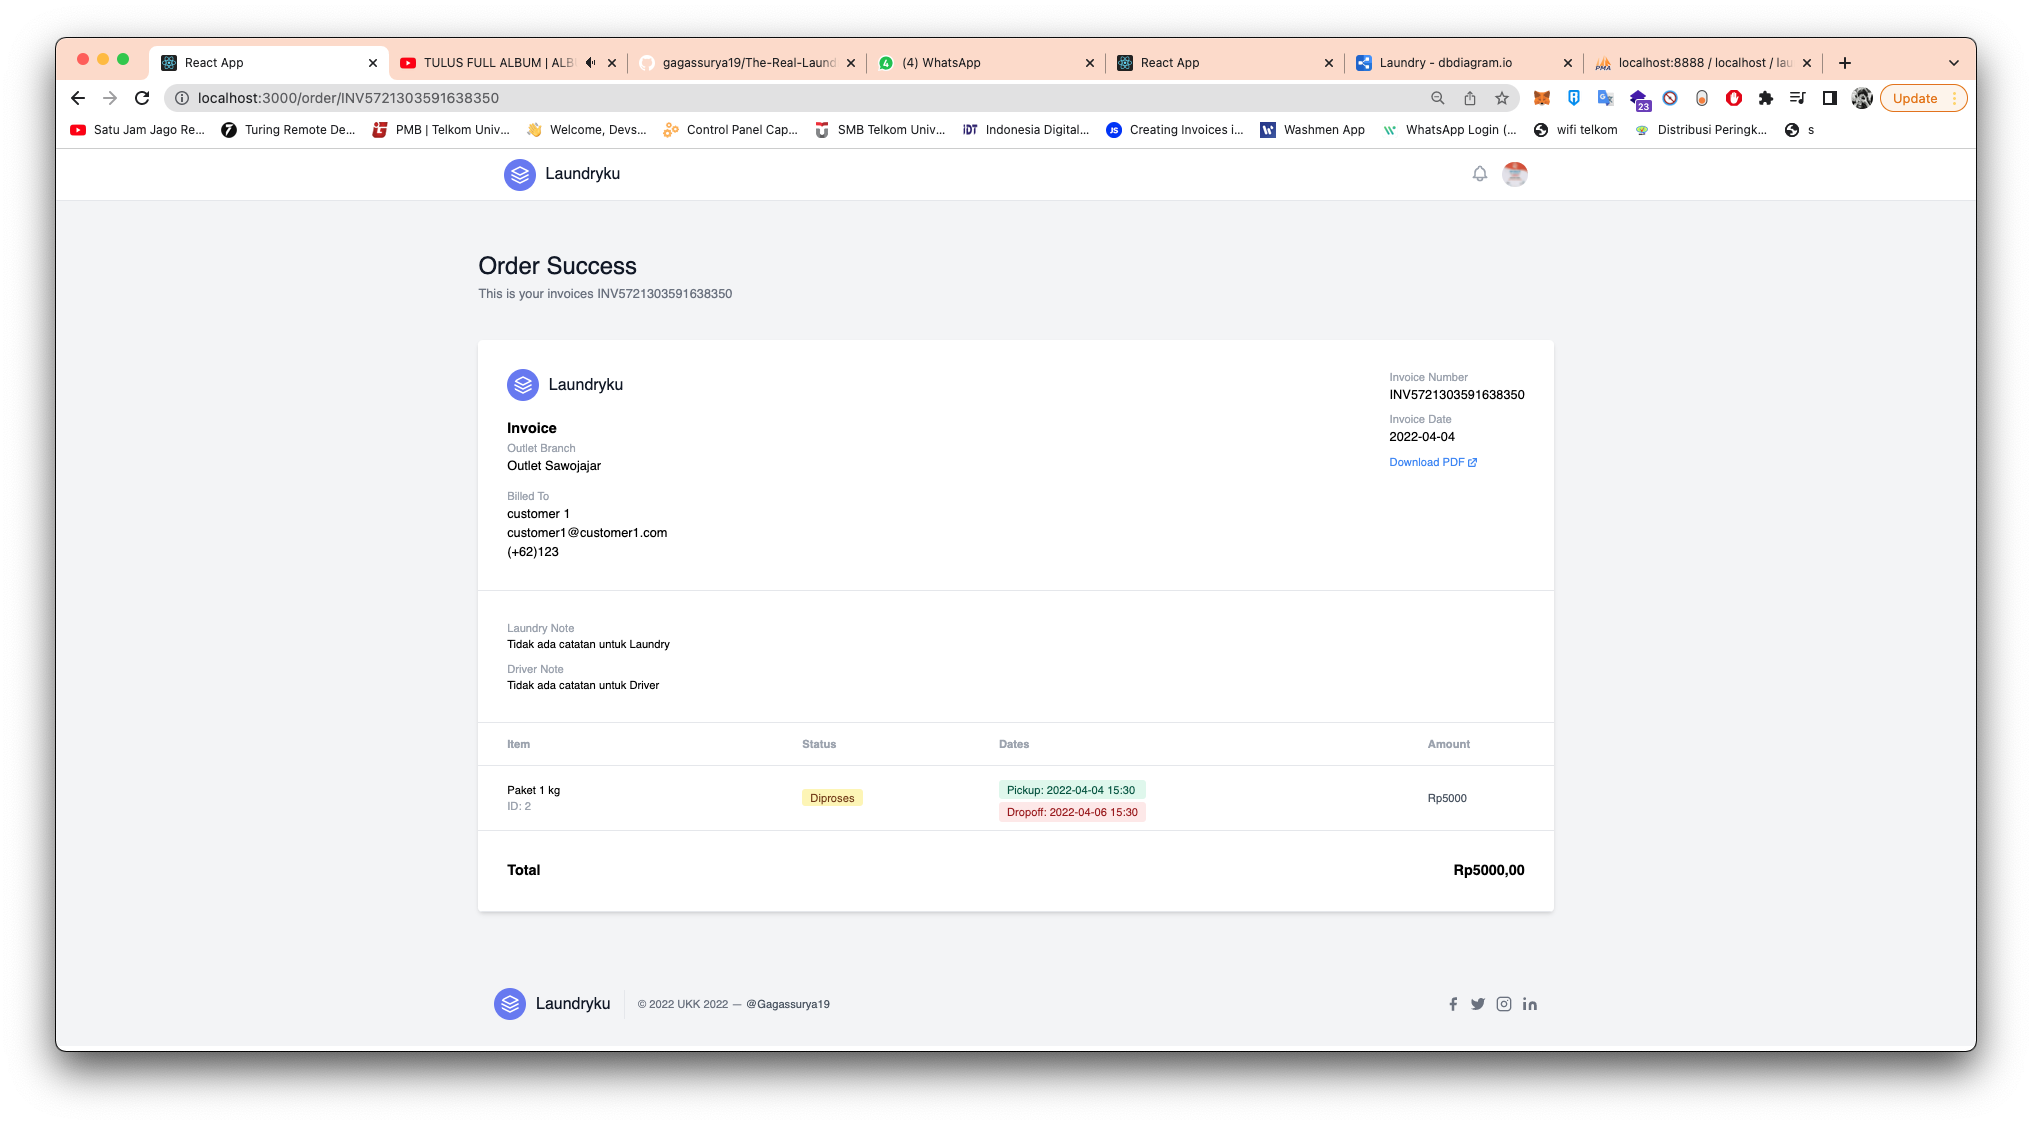 React App
TULUS FULL ALBUM | ALB
gagassurya19/The-Real-Laund
(4) WhatsApp
React App
Laundry - dbdiagram.io
localhost:8888 / localhost / lau
localhost:3000/order/INV5721303591638350
23
Update
Satu Jam Jago Re...
Turing Remote De...
PMB | Telkom Univ...
Welcome, Devs...
Control Panel Cap...
SMB Telkom Univ...
IDT Indonesia Digital...
JS Creating Invoices i...
Washmen App
WhatsApp Login (...
wifi telkom
Distribusi Peringk...
s
Laundryku
Order Success
This is your invoices INV5721303591638350
Laundryku
Invoice
Outlet Branch
Outlet Sawojajar
Billed To
customer 1
customer1@customer1.com
(+62)123
Invoice Number
INV5721303591638350
Invoice Date
2022-04-04
Download PDF
Laundry Note
Tidak ada catatan untuk Laundry
Driver Note
Tidak ada catatan untuk Driver
Item Status Dates Amount
Paket 1 kg
ID: 2
Diproses
Pickup: 2022-04-04 15:30
Dropoff: 2022-04-06 15:30
Rp5000
Total Rp5000,00
Laundryku
© 2022 UKK 2022 — @Gagassurya19